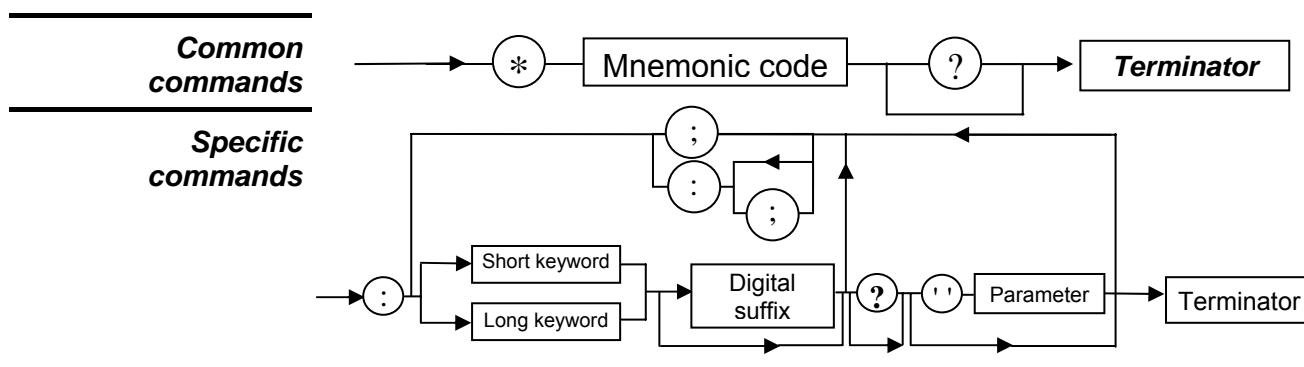 Common
commands
* Mnemonic code ? Terminator
Specific
commands
;
:
;
: Short keyword
Long keyword
Digital
suffix
? ' ' Parameter Terminator